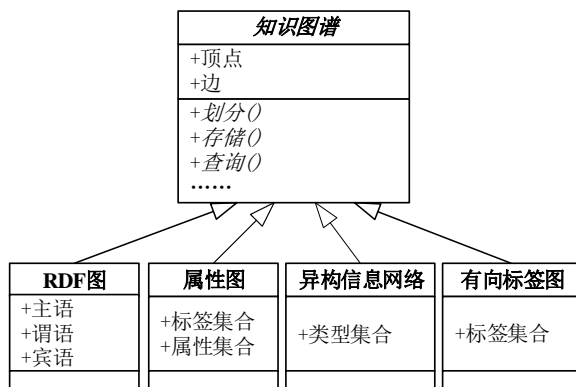 知识图谱
+顶点
+边
+划分()
+存储()
+查询()
……
RDF图
+主语
+谓语
+宾语
属性图
+标签集合
+属性集合
异构信息网络
+类型集合
有向标签图
+标签集合